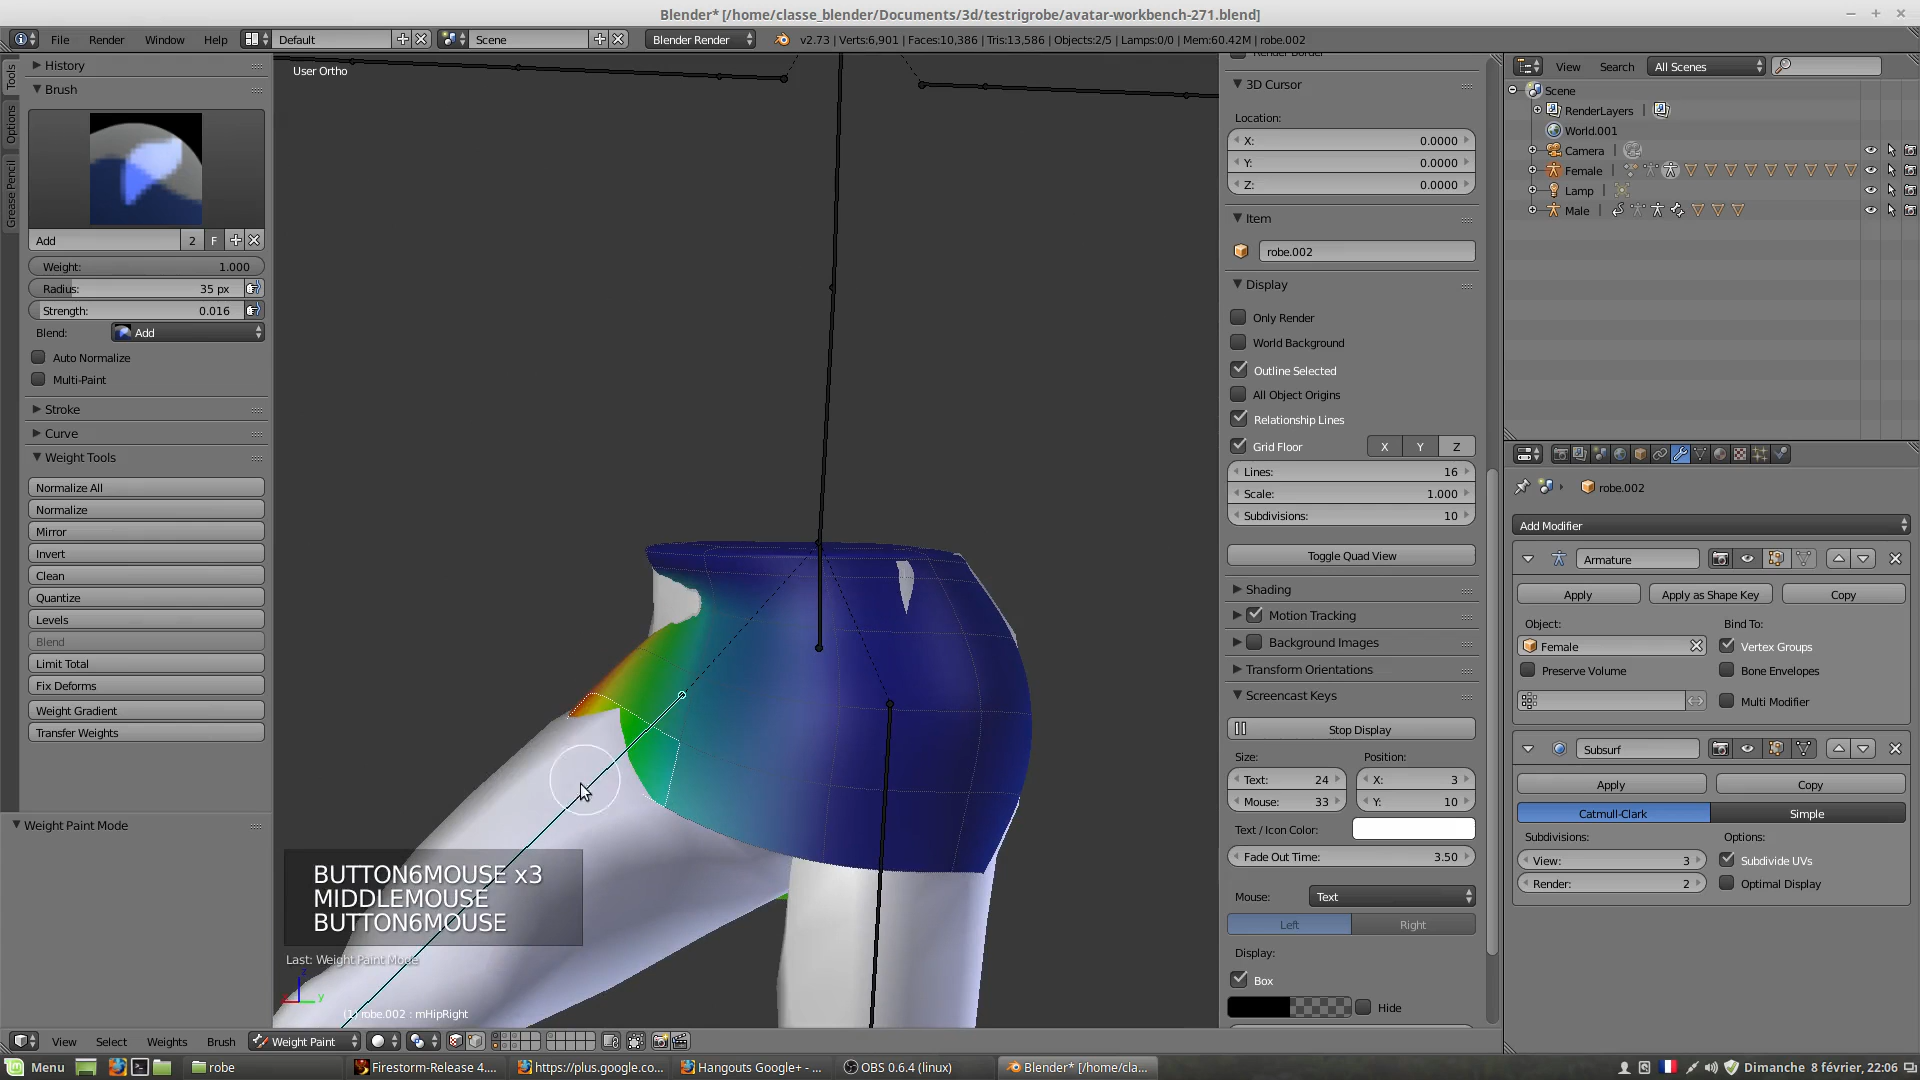 Blender* [/home/classe_blender/Documents/3d/testrigrobe/avatar-workbench-271.blend]
File Render Window Help Default Scene Blender Render v2.73 | Verts:6,901 | Faces:10,386 | Tris:13,586 | Objects:2/5 | Lamps:0/0 | Mem:60.42M | robe.002
Tools
Options
Grease Pencil
History
Brush
Add 2 F
Weight: 1.000
Radius: 35 px
Strength: 0.016
Blend: Add
Auto Normalize
Multi-Paint
Stroke
Curve
Weight Tools
Normalize All
Normalize
Mirror
Invert
Clean
Quantize
Levels
Blend
Limit Total
Fix Deforms
Weight Gradient
Transfer Weights
Weight Paint Mode
User Ortho
BUTTON6MOUSE x3
MIDDLEMOUSE
BUTTON6MOUSE
Last: Weight Paint Mode
z
y
(1) robe.002 : mHipRight
View Select Weights Brush Weight Paint
3D Cursor
Location:
X: 0.0000
Y: 0.0000
Z: 0.0000
Item
robe.002
Display
Only Render
World Background
Outline Selected
All Object Origins
Relationship Lines
Grid Floor X Y Z
Lines: 16
Scale: 1.000
Subdivisions: 10
Toggle Quad View
Shading
Motion Tracking
Background Images
Transform Orientations
Screencast Keys
Stop Display
Size: Position:
Text: 24 X: 3
Mouse: 33 Y: 10
Text / Icon Color:
Fade Out Time: 3.50
Mouse: Text
Left Right
Display:
Box
Hide
View Search All Scenes
Scene
RenderLayers
World.001
Camera
Female
Lamp
Male
robe.002
Add Modifier
Armature
Apply Apply as Shape Key Copy
Object: Bind To:
Female Vertex Groups
Preserve Volume Bone Envelopes
Multi Modifier
Subsurf
Apply Copy
Catmull-Clark Simple
Subdivisions: Options:
View: 3 Subdivide UVs
Render: 2 Optimal Display
Menu robe Firestorm-Release 4.... https://plus.google.co... Hangouts Google+ - ... OBS 0.6.4 (linux) Blender* [/home/cla... Dimanche 8 février, 22:06